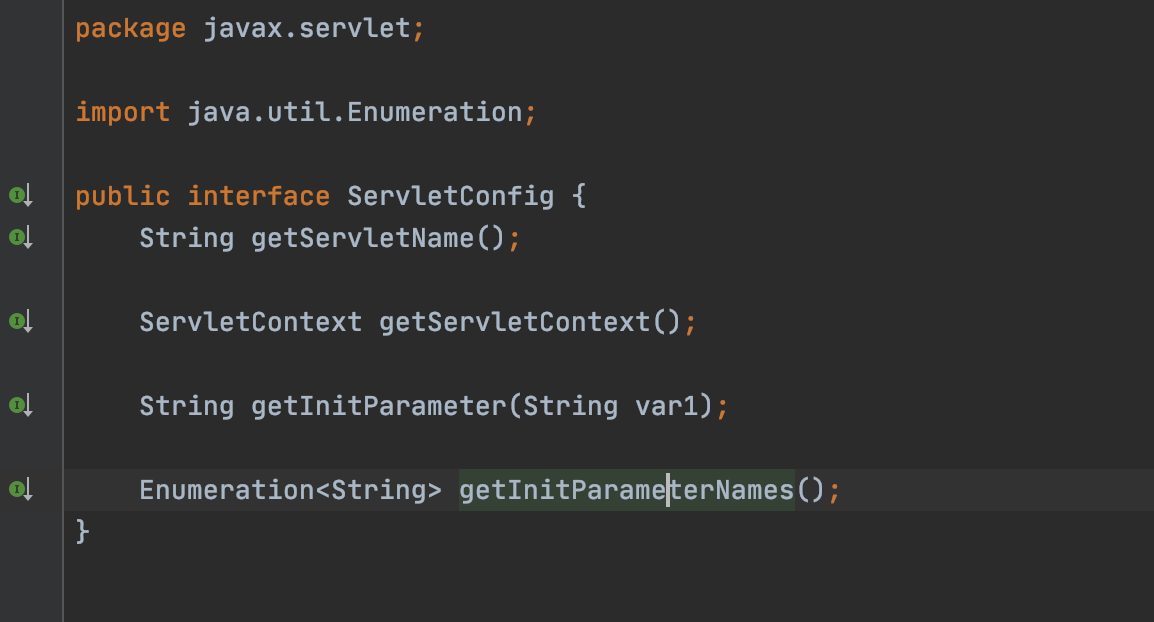 package javax.servlet;
import java.util.Enumeration;
public interface ServletConfig {
String getServletName();
ServletContext getServletContext();
String getInitParameter(String var1);
Enumeration<String> getInitParameterNames();
}